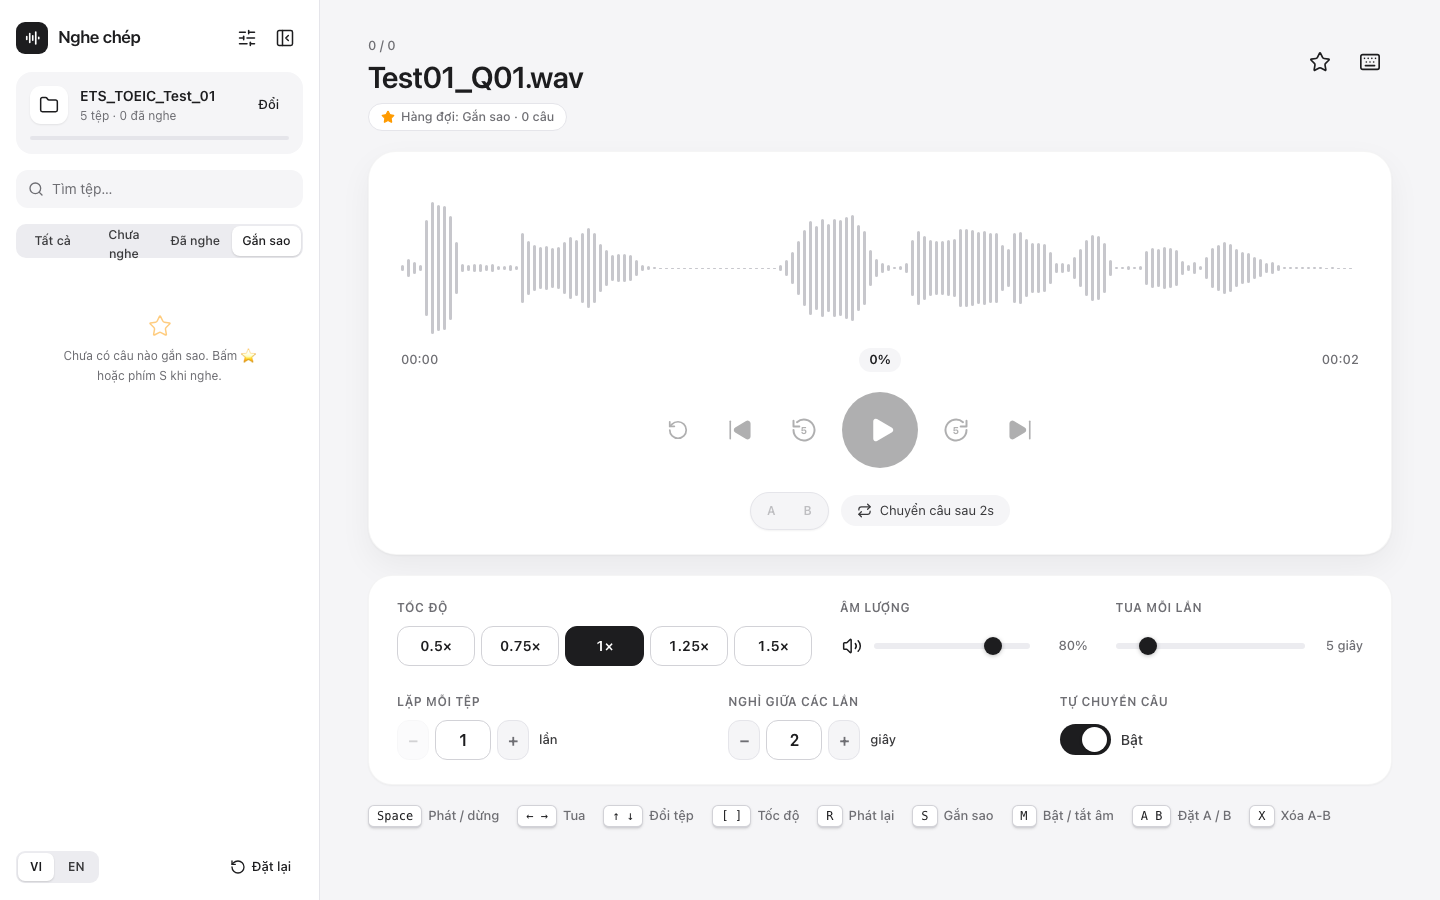 Nghe chép
ETS_TOEIC_Test_01
5 tệp · 0 đã nghe
Đổi
Tìm tệp...
Tất cả
Chưa nghe
Đã nghe
Gắn sao
Chưa có câu nào gắn sao. Bấm ⭐
hoặc phím S khi nghe.
VI
EN
Đặt lại
0 / 0
Test01_Q01.wav
Hàng đợi: Gắn sao · 0 câu
00:00
0%
00:02
5
5
A
B
Chuyển câu sau 2s
TỐC ĐỘ
0.5×
0.75×
1×
1.25×
1.5×
ÂM LƯỢNG
80%
TUA MỖI LẦN
5 giây
LẶP MỖI TỆP
− 1 + lần
NGHỈ GIỮA CÁC LẦN
− 2 + giây
TỰ CHUYỂN CÂU
Bật
Space Phát / dừng
← → Tua
↑ ↓ Đổi tệp
[ ] Tốc độ
R Phát lại
S Gắn sao
M Bật / tắt âm
A B Đặt A / B
X Xóa A-B